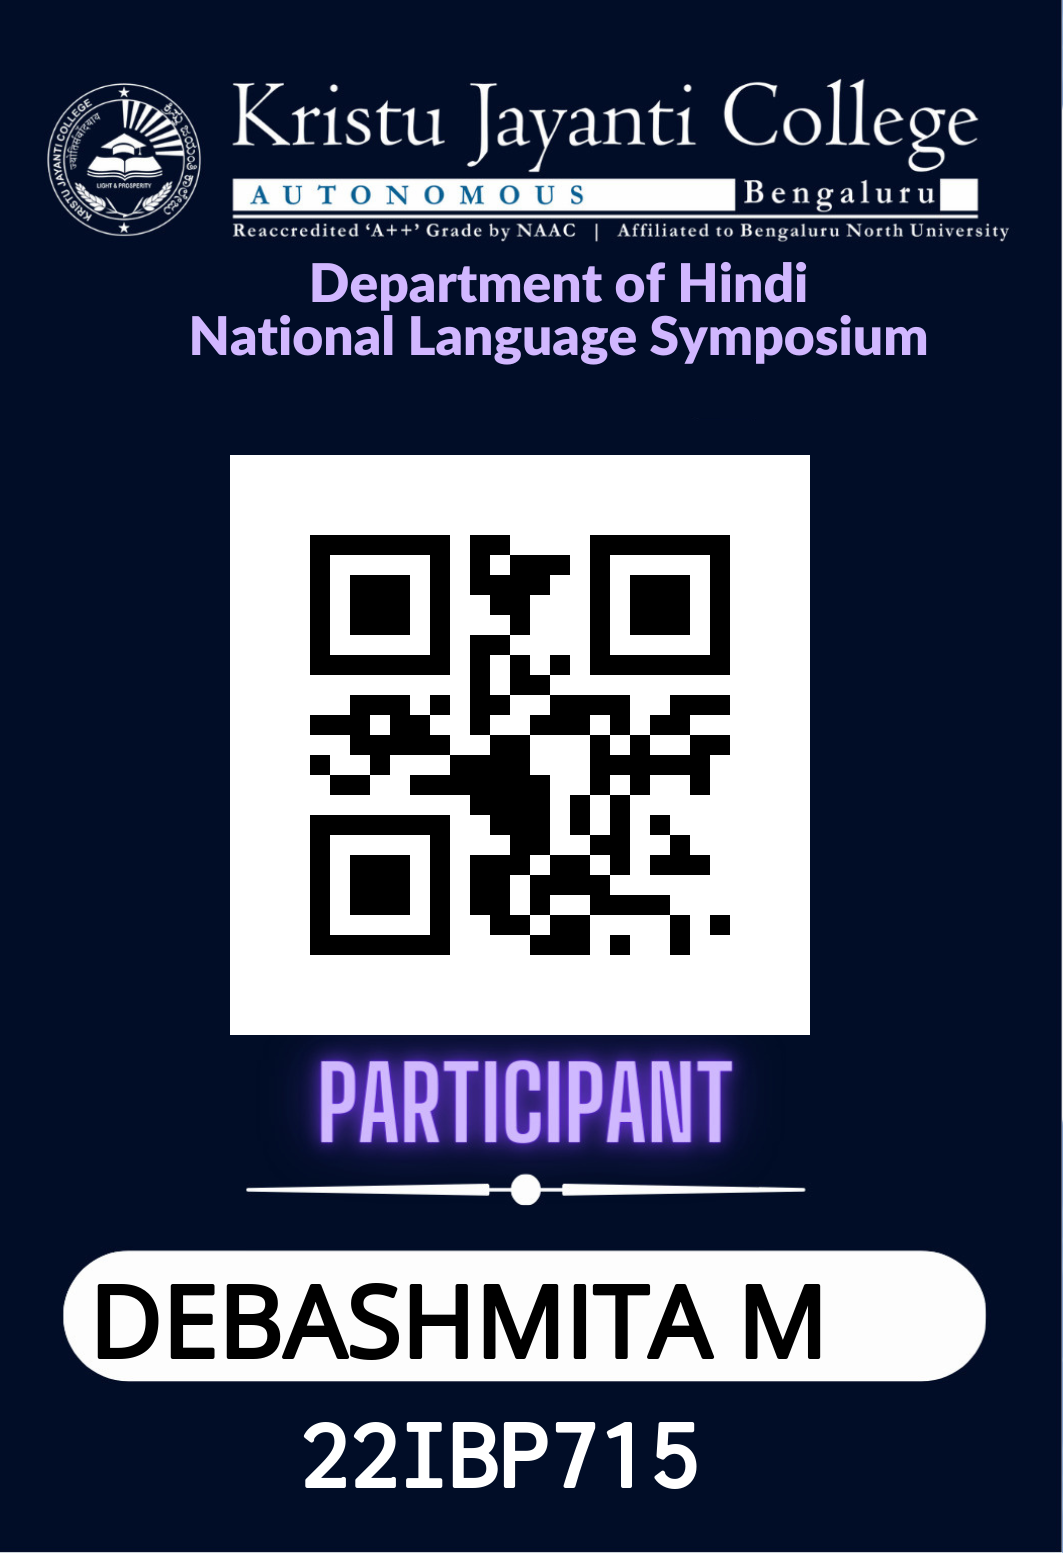 KRISTU JAYANTI COLLEGE
LIGHT & PROSPERITY
Kristu Jayanti College
AUTONOMOUS Bengaluru
Reaccredited ‘A++’ Grade by NAAC | Affiliated to Bengaluru North University
Department of Hindi
National Language Symposium
PARTICIPANT
DEBASHMITA M
22IBP715